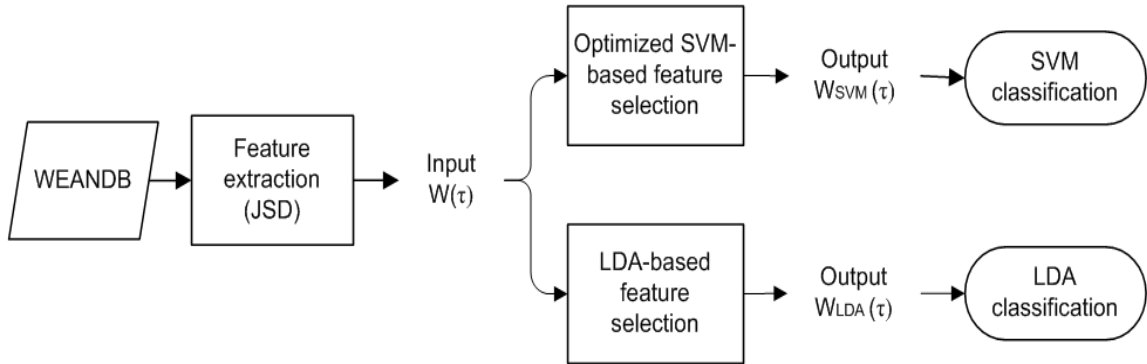 WEANDB
Feature
extraction
(JSD)
Input
W(τ)
Optimized SVM-
based feature
selection
Output
WSVM (τ)
SVM
classification
LDA-based
feature
selection
Output
WLDA (τ)
LDA
classification